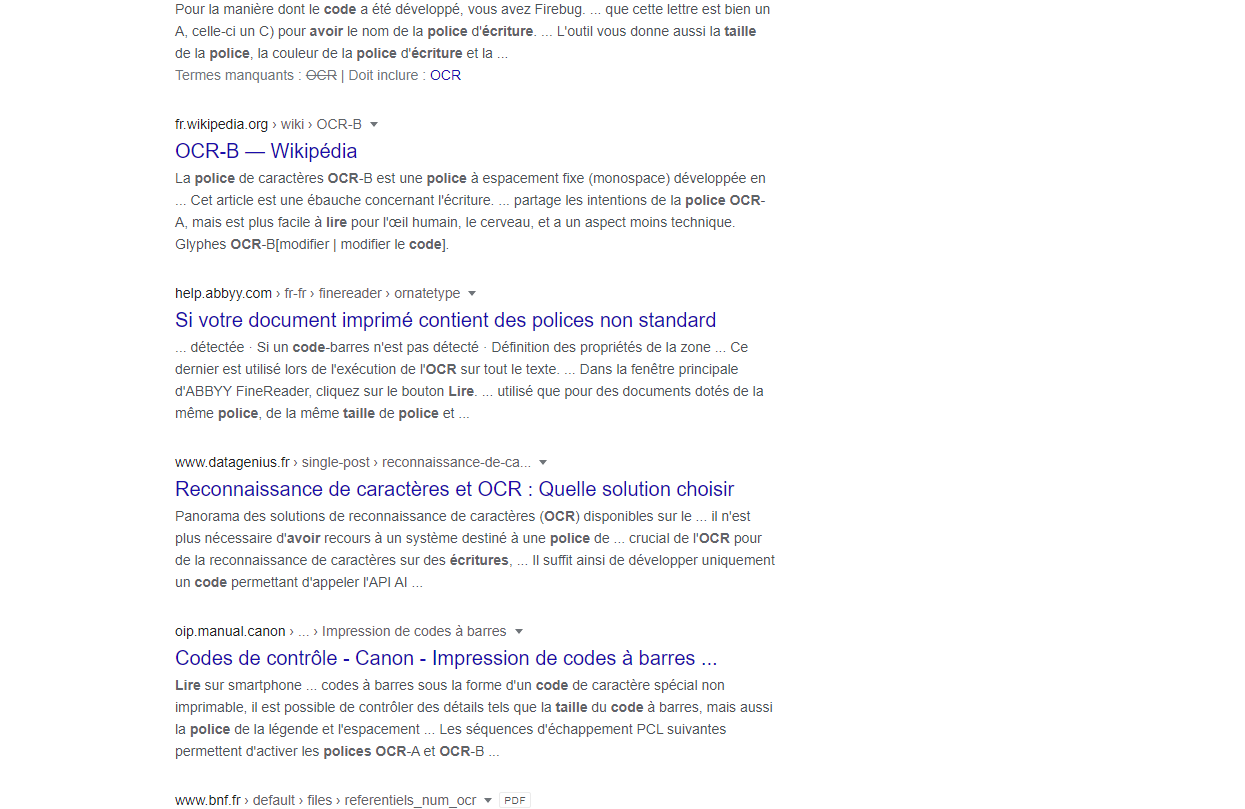 Pour la manière dont le code a été développé, vous avez Firebug. ... que cette lettre est bien un
A, celle-ci un C) pour avoir le nom de la police d'écriture. ... L'outil vous donne aussi la taille
de la police, la couleur de la police d'écriture et la ...
Termes manquants : OCR | Doit inclure : OCR
fr.wikipedia.org › wiki › OCR-B
OCR-B — Wikipédia
La police de caractères OCR-B est une police à espacement fixe (monospace) développée en
... Cet article est une ébauche concernant l'écriture. ... partage les intentions de la police OCR-
A, mais est plus facile à lire pour l'œil humain, le cerveau, et a un aspect moins technique.
Glyphes OCR-B[modifier | modifier le code].
help.abbyy.com › fr-fr › finereader › ornatetype
Si votre document imprimé contient des polices non standard
... détectée · Si un code-barres n'est pas détecté · Définition des propriétés de la zone ... Ce
dernier est utilisé lors de l'exécution de l'OCR sur tout le texte. ... Dans la fenêtre principale
d'ABBYY FineReader, cliquez sur le bouton Lire. ... utilisé que pour des documents dotés de la
même police, de la même taille de police et ...
www.datagenius.fr › single-post › reconnaissance-de-ca...
Reconnaissance de caractères et OCR : Quelle solution choisir
Panorama des solutions de reconnaissance de caractères (OCR) disponibles sur le ... il n'est
plus nécessaire d'avoir recours à un système destiné à une police de ... crucial de l'OCR pour
de la reconnaissance de caractères sur des écritures, ... Il suffit ainsi de développer uniquement
un code permettant d'appeler l'API AI ...
oip.manual.canon › ... › Impression de codes à barres
Codes de contrôle - Canon - Impression de codes à barres ...
Lire sur smartphone ... codes à barres sous la forme d'un code de caractère spécial non
imprimable, il est possible de contrôler des détails tels que la taille du code à barres, mais aussi
la police de la légende et l'espacement ... Les séquences d'échappement PCL suivantes
permettent d'activer les polices OCR-A et OCR-B ...
www.bnf.fr › default › files › referentiels_num_ocr PDF